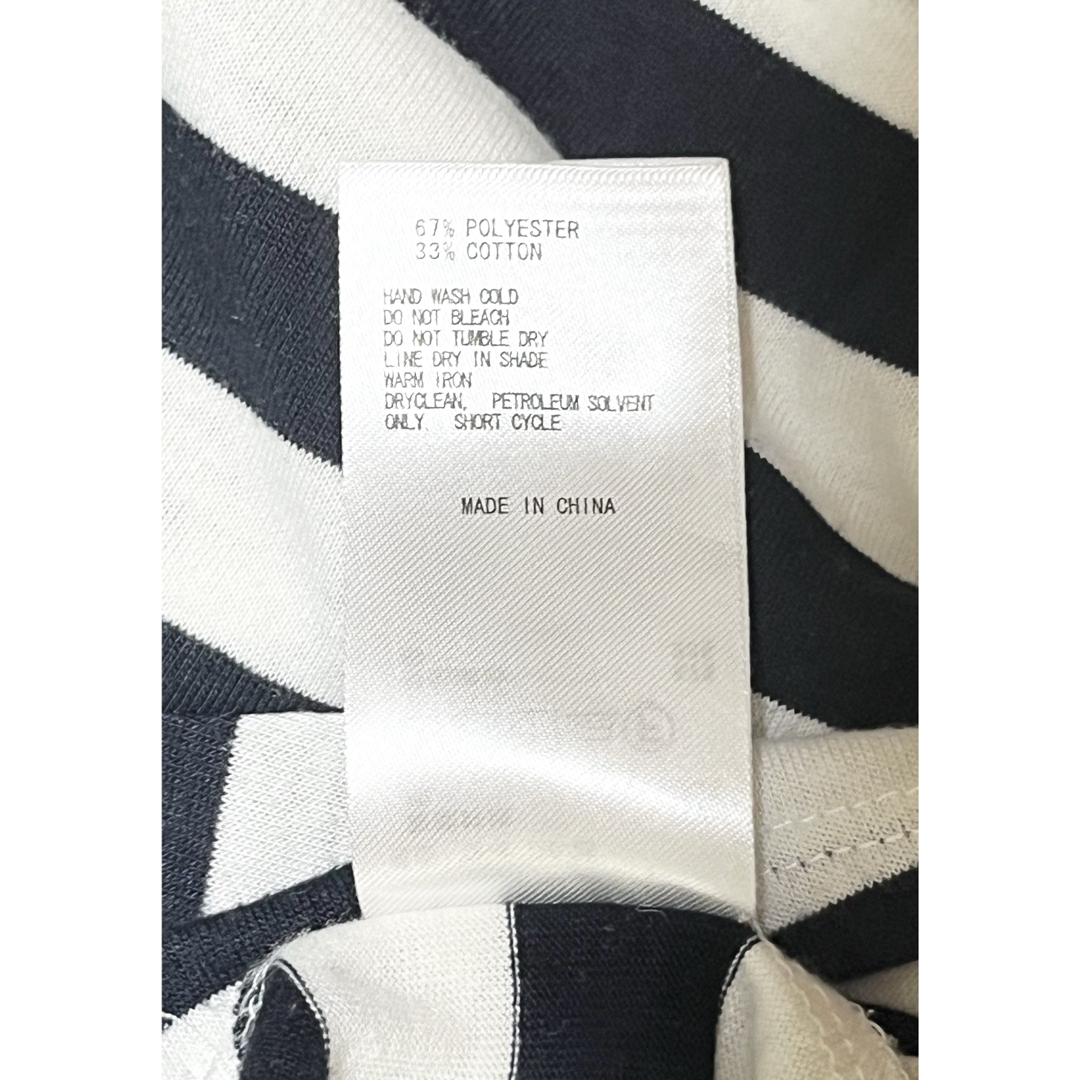 67% POLYESTER
33% COTTON
HAND WASH COLD
DO NOT BLEACH
DO NOT TUMBLE DRY
LINE DRY IN SHADE
WARM IRON
DRYCLEAN, PETROLEUM SOLVENT
ONLY, SHORT CYCLE
MADE IN CHINA